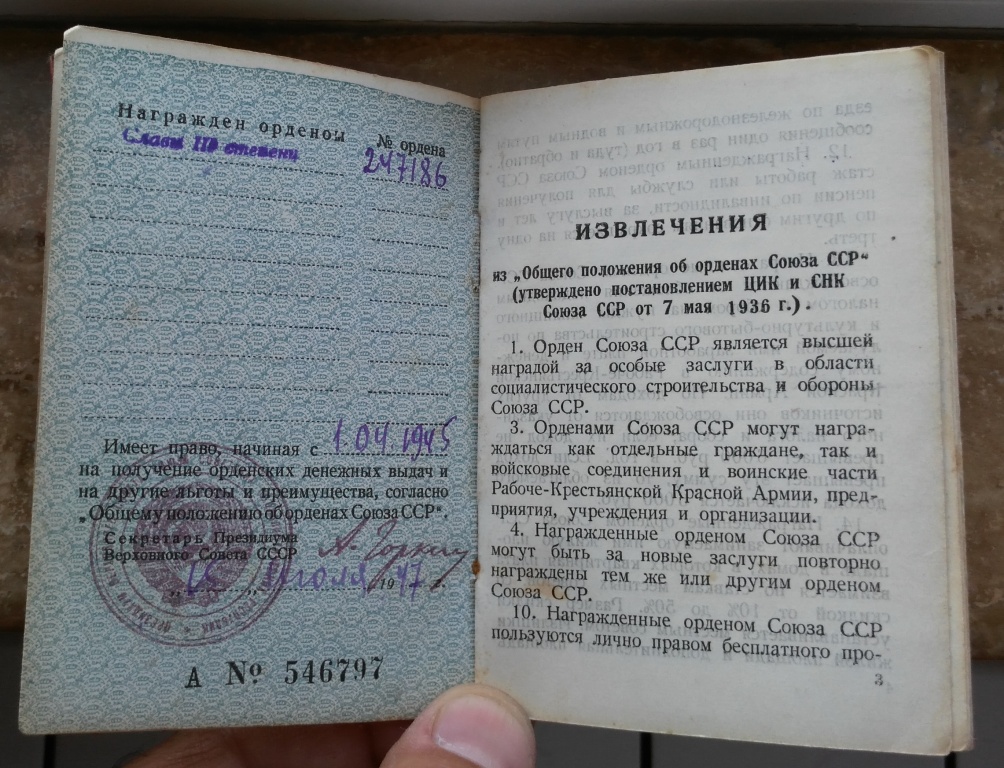 Награжден орденом
№ ордена
Славы III степени
247186
Имеет право, начиная с 1.04.1945
на получение орденских денежных выдач и
на другие льготы и преимущества, согласно
„Общему положению об орденах Союза ССР“.
Секретарь Президиума
Верховного Совета СССР
А. Горкин
„15“ Июля 1947 г.
А № 546797
ИЗВЛЕЧЕНИЯ
из „Общего положения об орденах Союза ССР“
(утверждено постановлением ЦИК и СНК
Союза ССР от 7 мая 1936 г.).
1. Орден Союза ССР является высшей
наградой за особые заслуги в области
социалистического строительства и обороны
Союза ССР.
3. Орденами Союза ССР могут награ-
ждаться как отдельные граждане, так и
войсковые соединения и воинские части
Рабоче-Крестьянской Красной Армии, пред-
приятия, учреждения и организации.
4. Награжденные орденом Союза ССР
могут быть за новые заслуги повторно
награждены тем же или другим орденом
Союза ССР.
10. Награжденные орденом Союза ССР
пользуются лично правом бесплатного про-
3